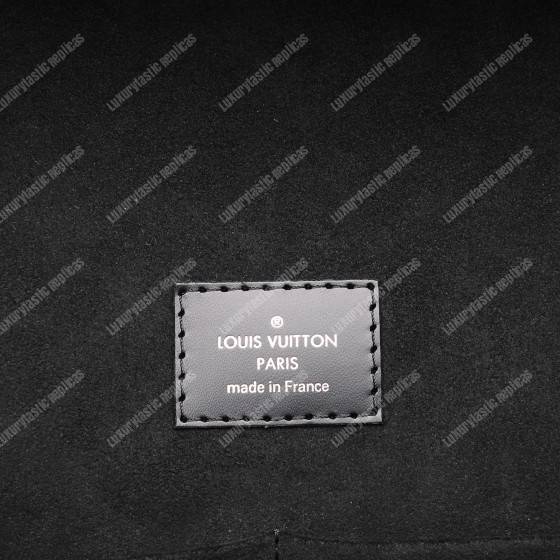 Luxurytastic Replicas
®
LOUIS VUITTON
PARIS
made in France